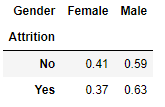 Gender Female Male
Attrition
No 0.41 0.59
Yes 0.37 0.63